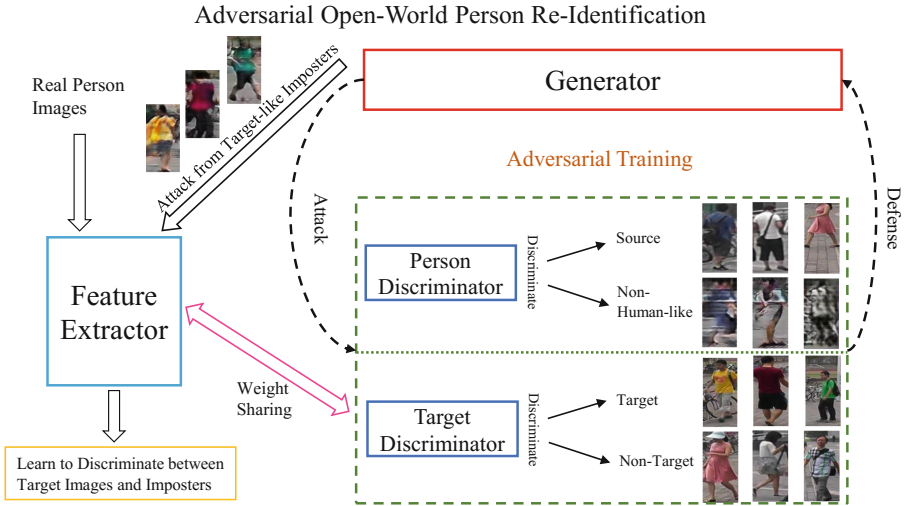 Adversarial Open-World Person Re-Identification
Real Person
Images
Attack from Target-like Imposters
Generator
Adversarial Training
Attack
Defense
Person
Discriminator
Discriminate
Source
Non-
Human-like
Feature
Extractor
Weight
Sharing
Target
Discriminator
Discriminate
Target
Non-Target
Learn to Discriminate between
Target Images and Imposters